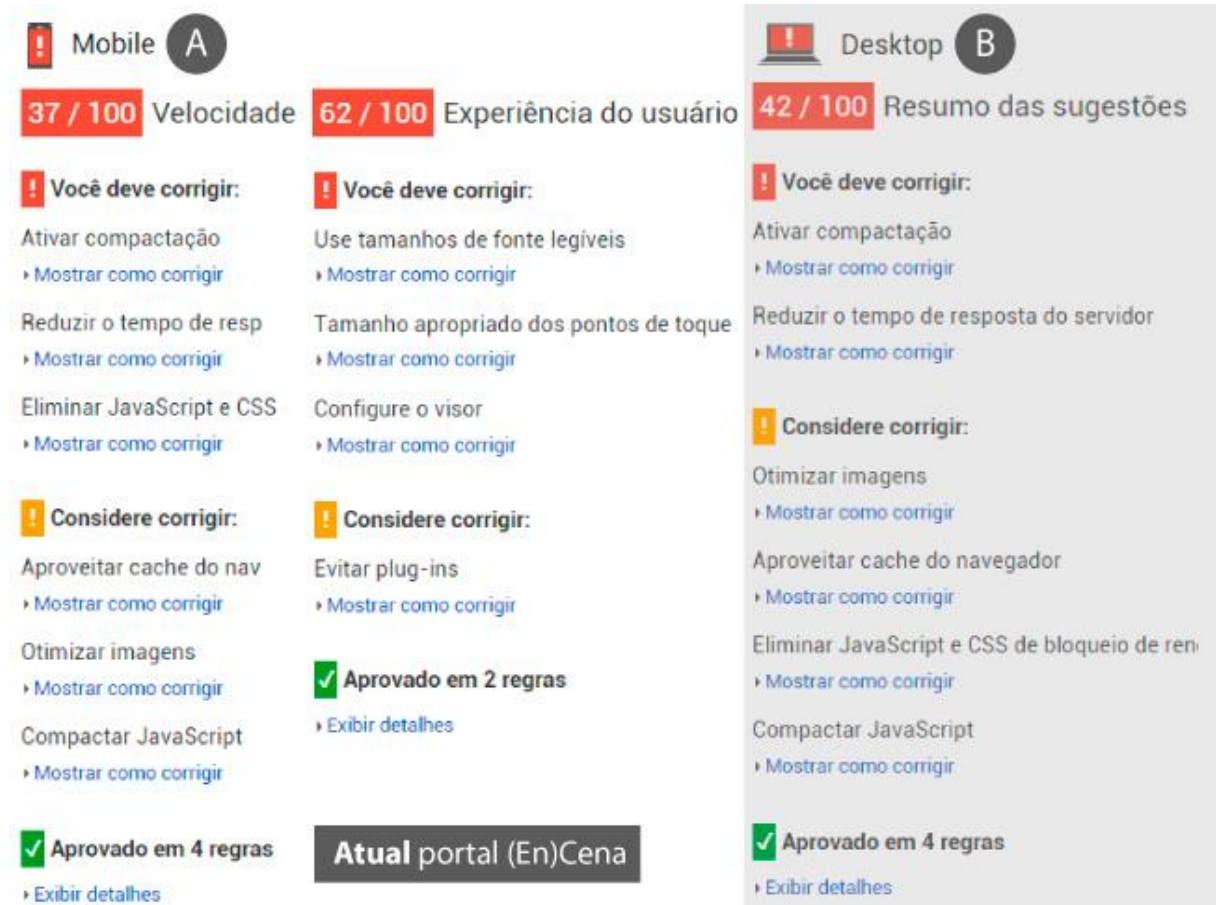 Mobile A
37 / 100 Velocidade
! Você deve corrigir:
Ativar compactação
Mostrar como corrigir
Reduzir o tempo de resp
Mostrar como corrigir
Eliminar JavaScript e CSS
Mostrar como corrigir
! Considere corrigir:
Aproveitar cache do nav
Mostrar como corrigir
Otimizar imagens
Mostrar como corrigir
Compactar JavaScript
Mostrar como corrigir
Aprovado em 4 regras
Exibir detalhes
62 / 100 Experiência do usuário
! Você deve corrigir:
Use tamanhos de fonte legíveis
Mostrar como corrigir
Tamanho apropriado dos pontos de toque
Mostrar como corrigir
Configure o visor
Mostrar como corrigir
! Considere corrigir:
Evitar plug-ins
Mostrar como corrigir
Aprovado em 2 regras
Exibir detalhes
Atual portal (En)Cena
Desktop B
42 / 100 Resumo das sugestões
! Você deve corrigir:
Ativar compactação
Mostrar como corrigir
Reduzir o tempo de resposta do servidor
Mostrar como corrigir
! Considere corrigir:
Otimizar imagens
Mostrar como corrigir
Aproveitar cache do navegador
Mostrar como corrigir
Eliminar JavaScript e CSS de bloqueio de ren
Mostrar como corrigir
Compactar JavaScript
Mostrar como corrigir
Aprovado em 4 regras
Exibir detalhes